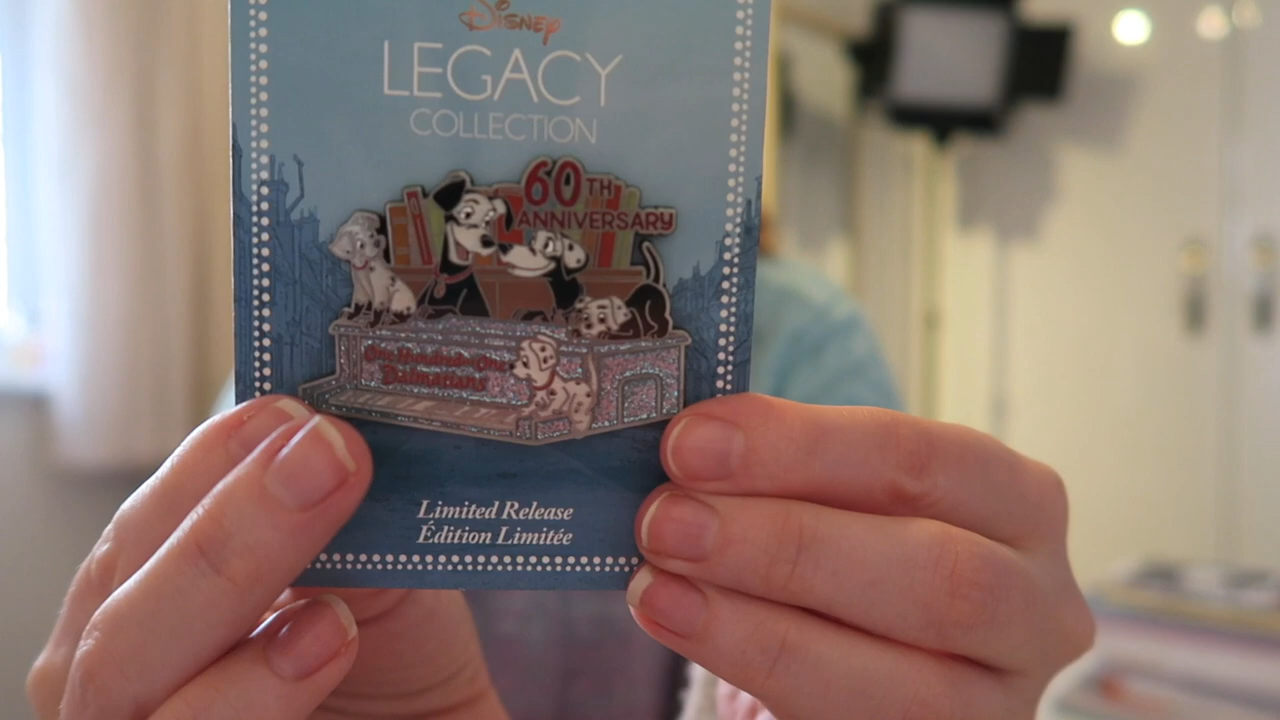 Disney
LEGACY
COLLECTION
60TH
ANNIVERSARY
One Hundred and One
Dalmatians
Limited Release
Édition Limitée